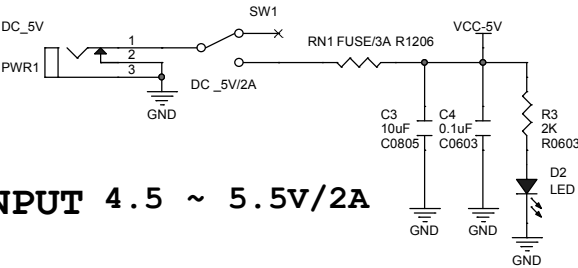 SW1
DC_5V
VCC-5V
1
RN1 FUSE/3A R1206
2
PWR1
3
DC _5V/2A
GND
C3
10uF
C0805
C4
0.1uF
C0603
R3
2K
R0603
D2
LED
NPUT 4.5 ~ 5.5V/2A
GND
GND
GND